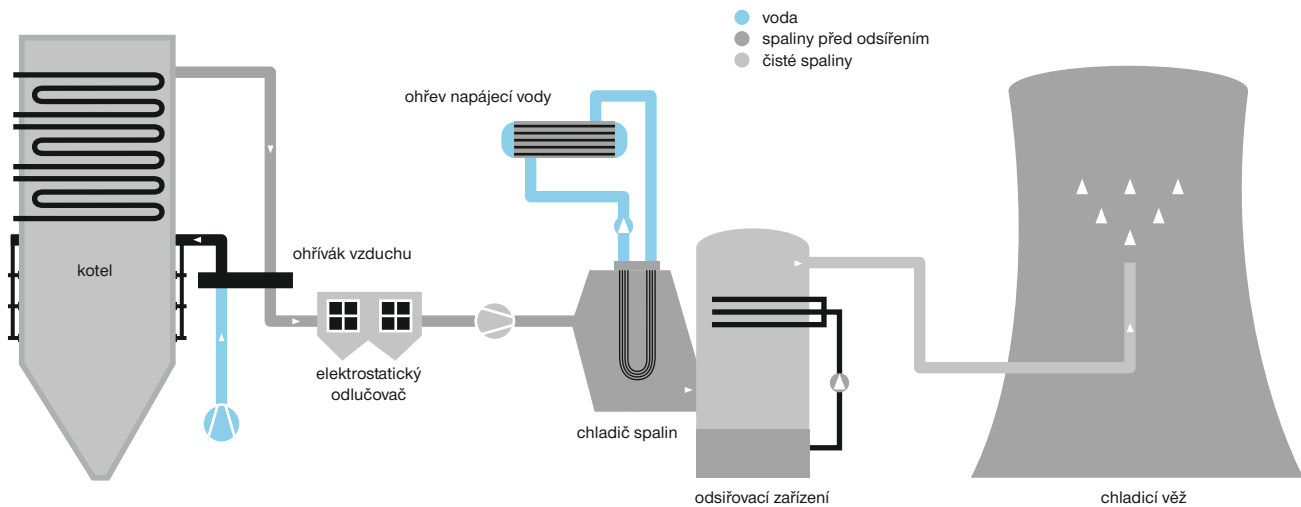 voda
spaliny před odsířením
čisté spaliny
ohřev napájecí vody
kotel
ohřívák vzduchu
elektrostatický
odlučovač
chladič spalin
odsiřovací zařízení
chladicí věž